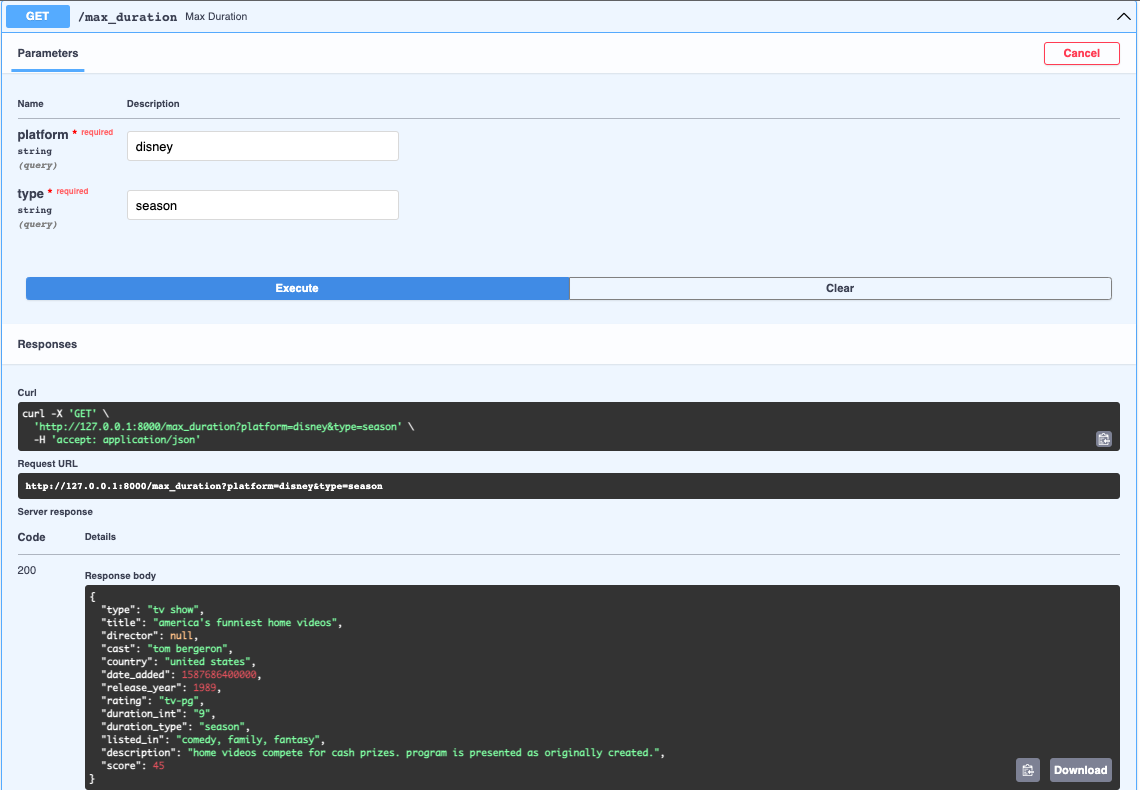 GET /max_duration Max Duration
Parameters
Cancel
Name Description
platform * required
string
(query)
disney
type * required
string
(query)
season
Execute Clear
Responses
Curl
curl -X 'GET' \
  'http://127.0.0.1:8000/max_duration?platform=disney&type=season' \
  -H 'accept: application/json'
Request URL
http://127.0.0.1:8000/max_duration?platform=disney&type=season
Server response
Code Details
200
Response body
{
  "type": "tv show",
  "title": "america's funniest home videos",
  "director": null,
  "cast": "tom bergeron",
  "country": "united states",
  "date_added": 1587686400000,
  "release_year": 1989,
  "rating": "tv-pg",
  "duration_int": "9",
  "duration_type": "season",
  "listed_in": "comedy, family, fantasy",
  "description": "home videos compete for cash prizes. program is presented as originally created.",
  "score": 45
}
Download